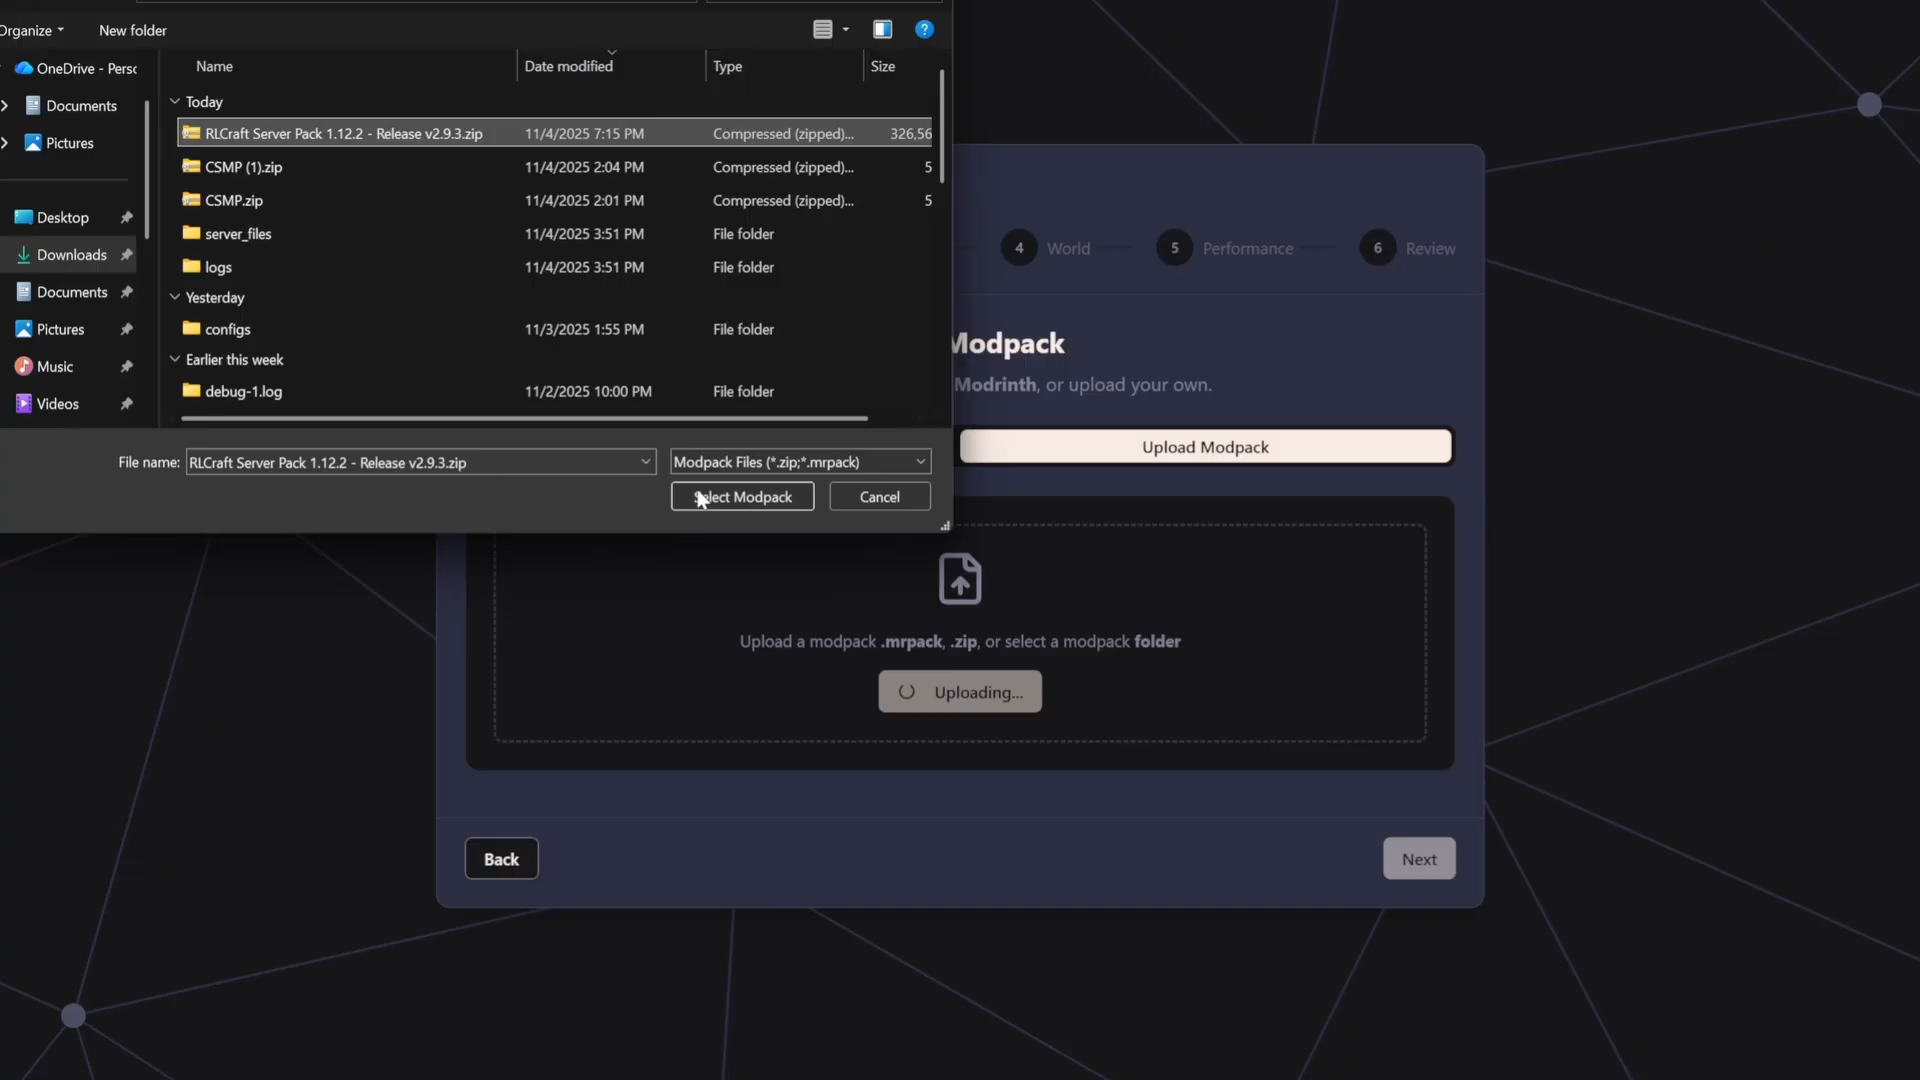 Organize
New folder
Name
Date modified
Type
Size
OneDrive - Perso
Documents
Pictures
Desktop
Downloads
Documents
Pictures
Music
Videos
Today
RLCraft Server Pack 1.12.2 - Release v2.9.3.zip 11/4/2025 7:15 PM Compressed (zipped)... 326,56
CSMP (1).zip 11/4/2025 2:04 PM Compressed (zipped)... 5
CSMP.zip 11/4/2025 2:01 PM Compressed (zipped)... 5
server_files 11/4/2025 3:51 PM File folder
logs 11/4/2025 3:51 PM File folder
Yesterday
configs 11/3/2025 1:55 PM File folder
Earlier this week
debug-1.log 11/2/2025 10:00 PM File folder
File name: RLCraft Server Pack 1.12.2 - Release v2.9.3.zip
Modpack Files (*.zip;*.mrpack)
Select Modpack
Cancel
4 World
5 Performance
6 Review
Modpack
Modrinth, or upload your own.
Upload Modpack
Upload a modpack .mrpack, .zip, or select a modpack folder
Uploading...
Back
Next